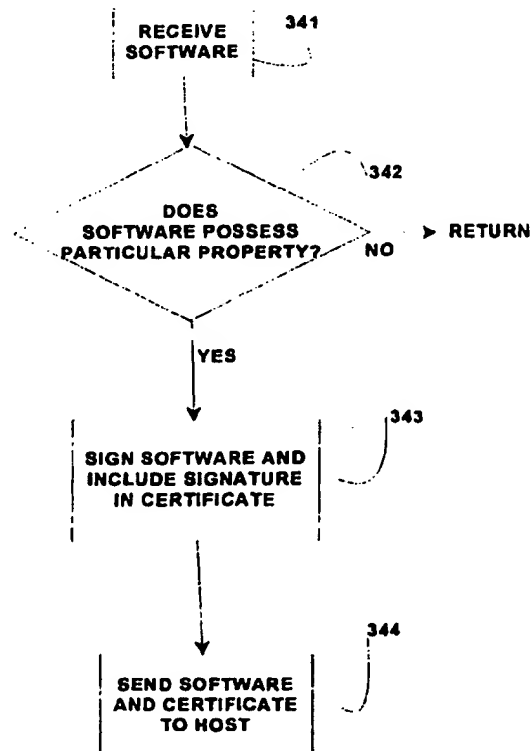 RECEIVE
SOFTWARE
341
342
DOES
SOFTWARE POSSESS
PARTICULAR PROPERTY?
NO
RETURN
YES
343
SIGN SOFTWARE AND
INCLUDE SIGNATURE
IN CERTIFICATE
344
SEND SOFTWARE
AND CERTIFICATE
TO HOST